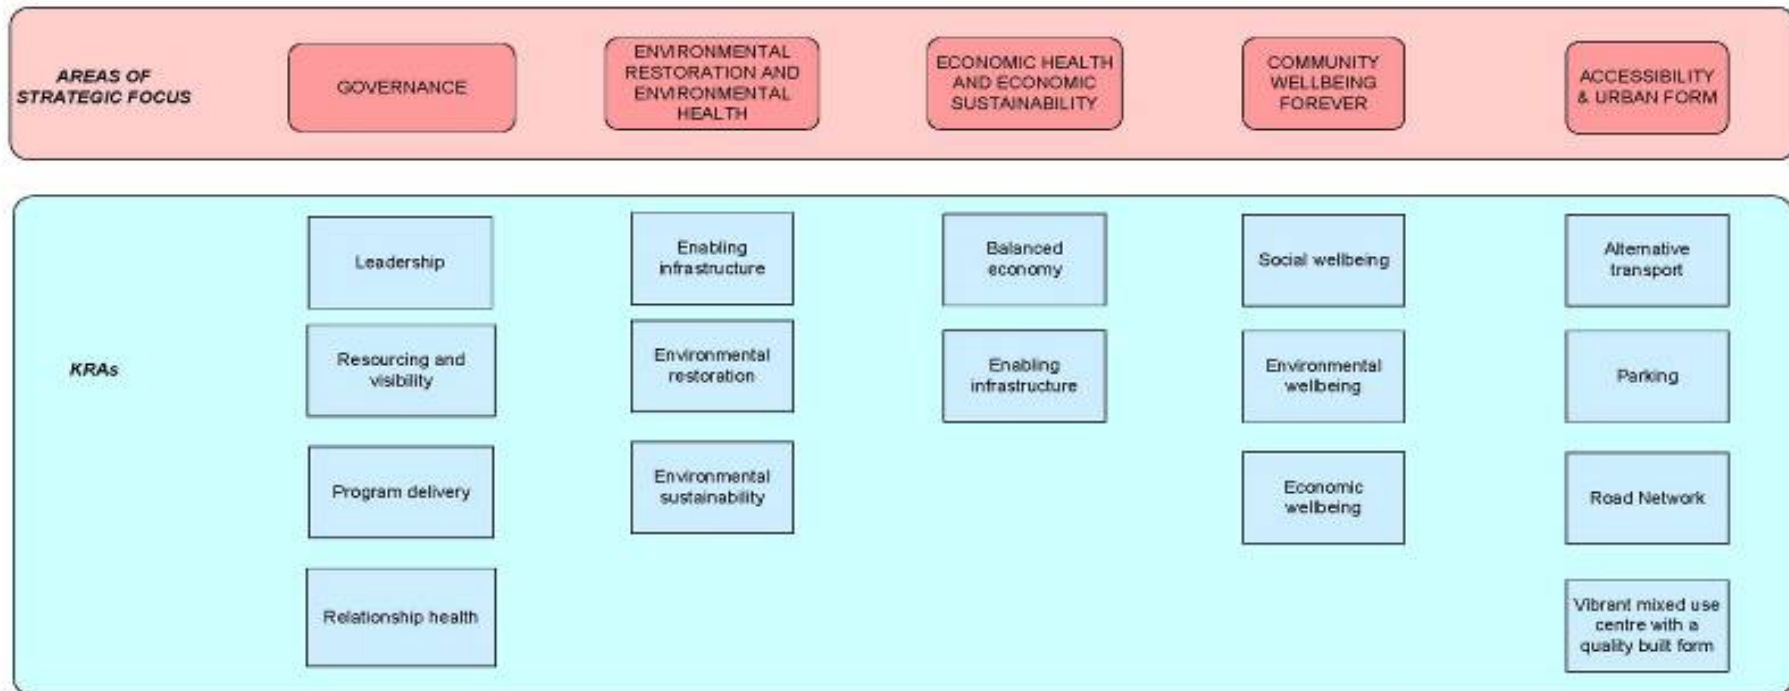 AREAS OF
STRATEGIC FOCUS
GOVERNANCE
ENVIRONMENTAL
RESTORATION AND
ENVIRONMENTAL
HEALTH
ECONOMIC HEALTH
AND ECONOMIC
SUSTAINABILITY
COMMUNITY
WELLBEING
FOREVER
ACCESSIBILITY
& URBAN FORM
KRAs
Leadership
Resourcing and
visibility
Program delivery
Relationship health
Enabling
infrastructure
Environmental
restoration
Environmental
sustainability
Balanced
economy
Enabling
infrastructure
Social wellbeing
Environmental
wellbeing
Economic
wellbeing
Alternative
transport
Parking
Road Network
Vibrant mixed use
centre with a
quality built form